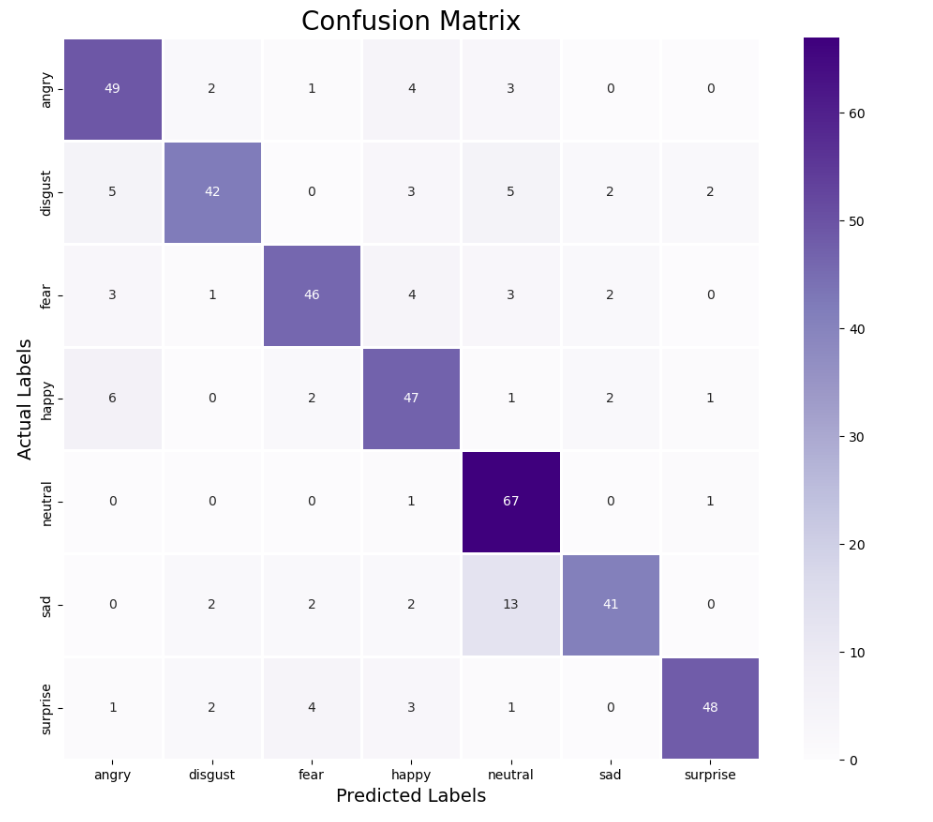 Confusion Matrix
angry 49 2 1 4 3 0 0
disgust 5 42 0 3 5 2 2
fear 3 1 46 4 3 2 0
happy 6 0 2 47 1 2 1
neutral 0 0 0 1 67 0 1
sad 0 2 2 2 13 41 0
surprise 1 2 4 3 1 0 48
angry disgust fear happy neutral sad surprise
Predicted Labels
Actual Labels
60
50
40
30
20
10
0